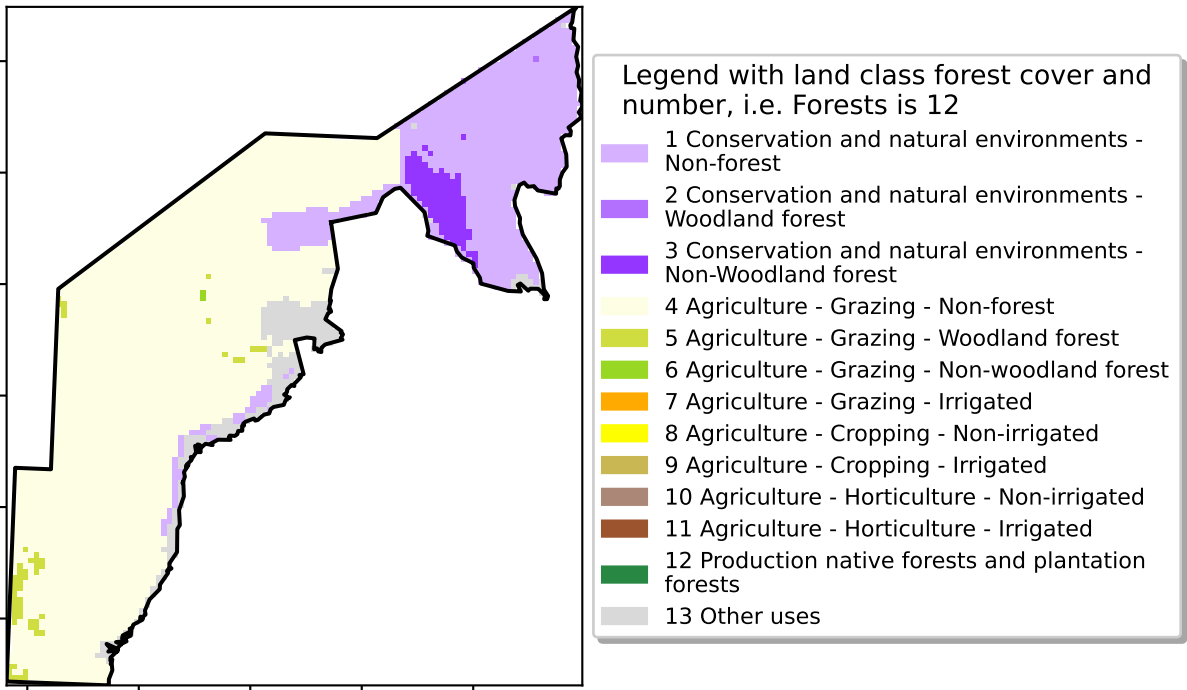 Legend with land class forest cover and
number, i.e. Forests is 12
1 Conservation and natural environments -
Non-forest
2 Conservation and natural environments -
Woodland forest
3 Conservation and natural environments -
Non-Woodland forest
4 Agriculture - Grazing - Non-forest
5 Agriculture - Grazing - Woodland forest
6 Agriculture - Grazing - Non-woodland forest
7 Agriculture - Grazing - Irrigated
8 Agriculture - Cropping - Non-irrigated
9 Agriculture - Cropping - Irrigated
10 Agriculture - Horticulture - Non-irrigated
11 Agriculture - Horticulture - Irrigated
12 Production native forests and plantation
forests
13 Other uses